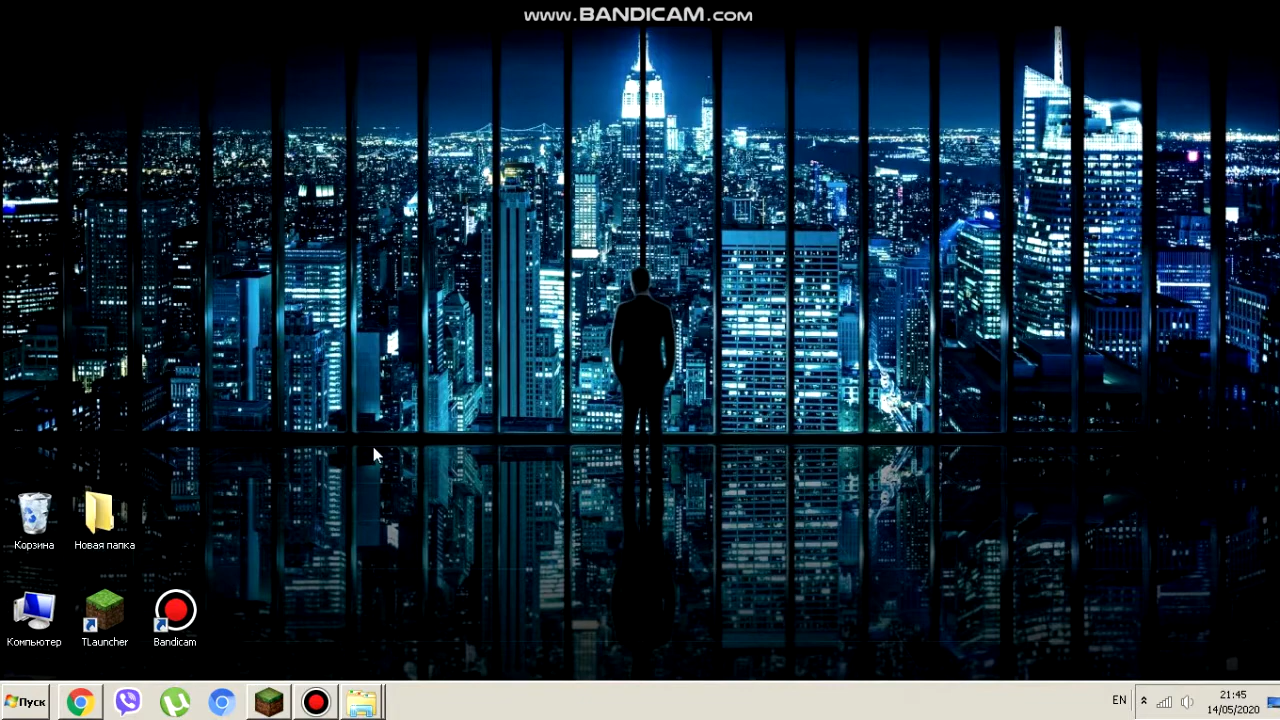 www.BANDICAM.com
Корзина
Новая папка
Компьютер
TLauncher
Bandicam
Пуск
EN
21:45
14/05/2020